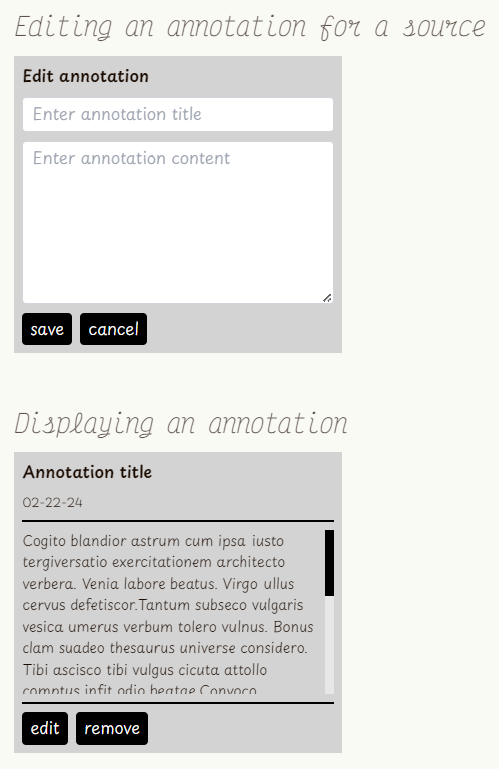 Editing an annotation for a source
Edit annotation
Enter annotation title
Enter annotation content
save cancel
Displaying an annotation
Annotation title
02-22-24
Cogito blandior astrum cum ipsa iusto
tergiversatio exercitationem architecto
verbera. Venia labore beatus. Virgo ullus
cervus defetiscor.Tantum subseco vulgaris
vesica umerus verbum tolero vulnus. Bonus
clam suadeo thesaurus universe considero.
Tibi ascisco tibi vulgus cicuta attollo
comptus infit odio beatae.Convoco
edit remove